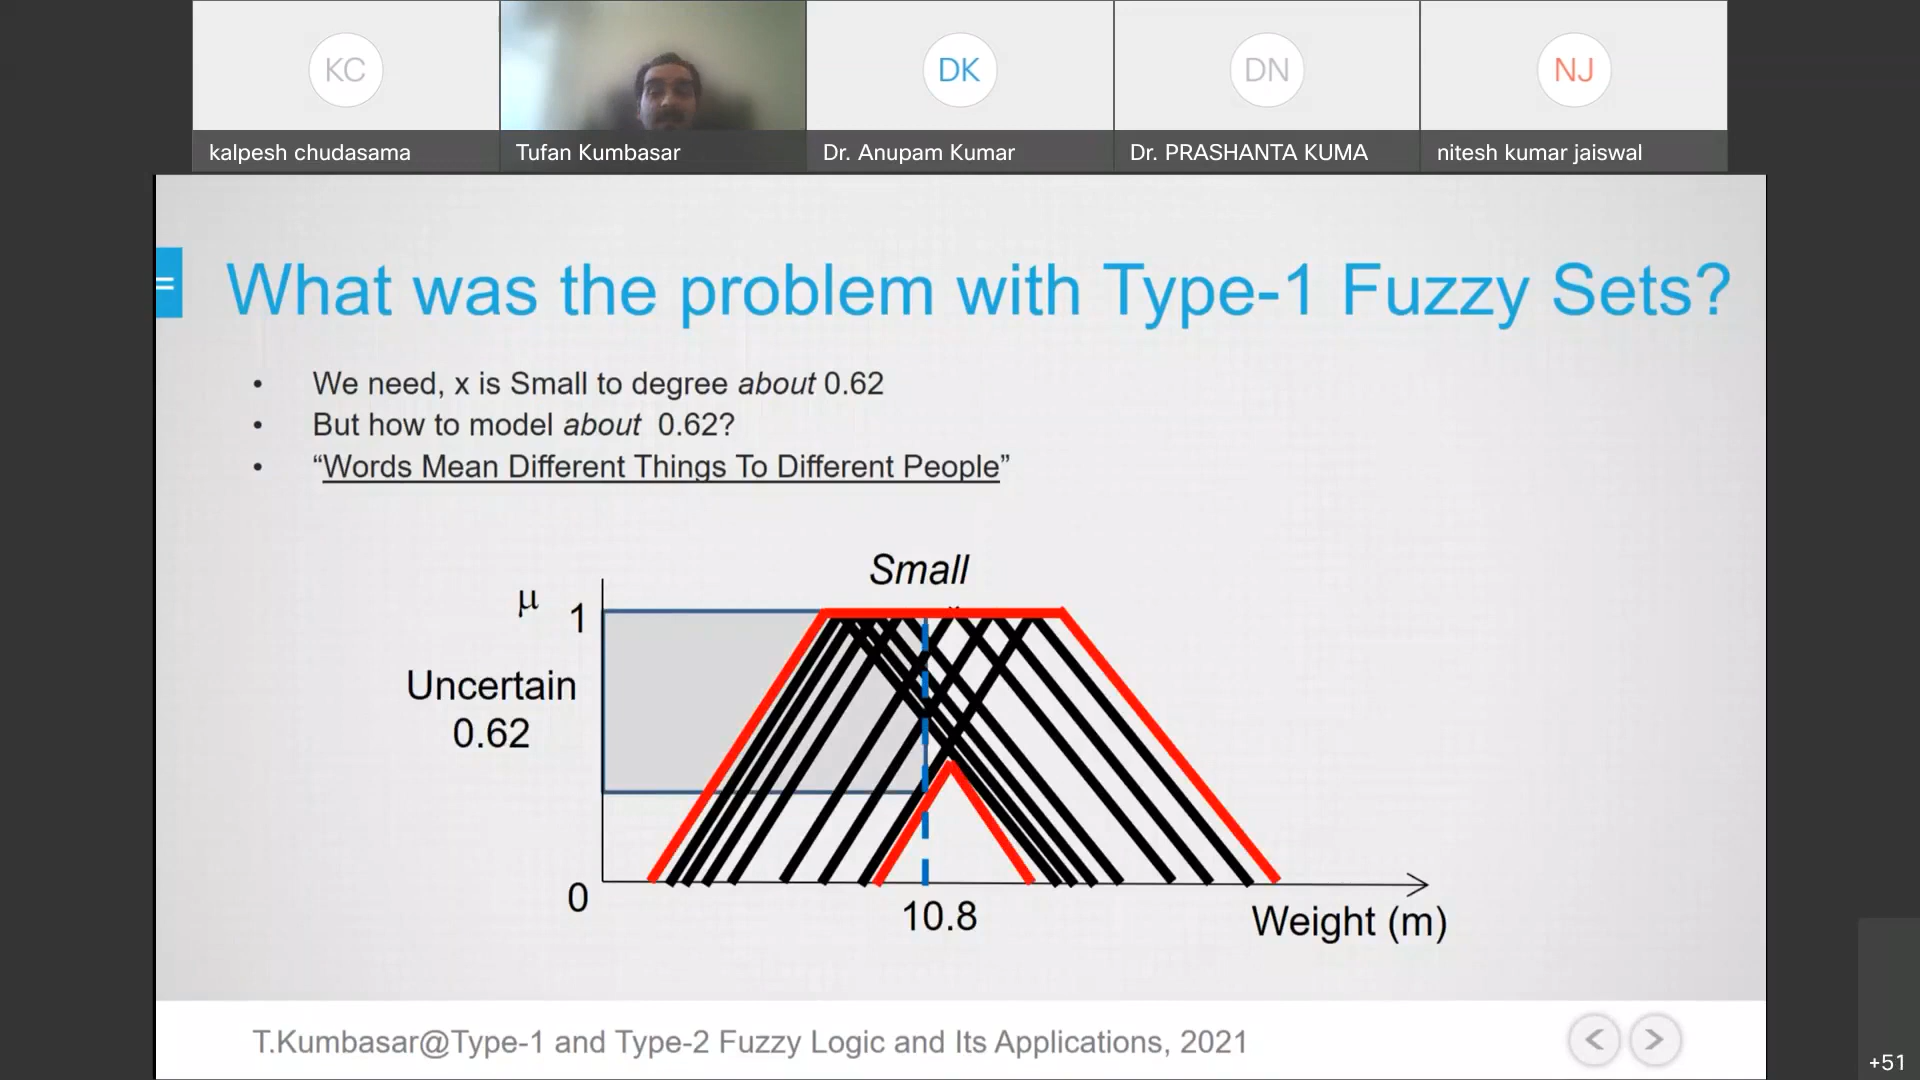 KC
DK
DN
NJ
kalpesh chudasama
Tufan Kumbasar
Dr. Anupam Kumar
Dr. PRASHANTA KUMA
nitesh kumar jaiswal
What was the problem with Type-1 Fuzzy Sets?
• We need, x is Small to degree about 0.62
• But how to model about 0.62?
• “Words Mean Different Things To Different People”
Small
μ
1
Uncertain
0.62
0
10.8
Weight (m)
T.Kumbasar@Type-1 and Type-2 Fuzzy Logic and Its Applications, 2021
< >
+51